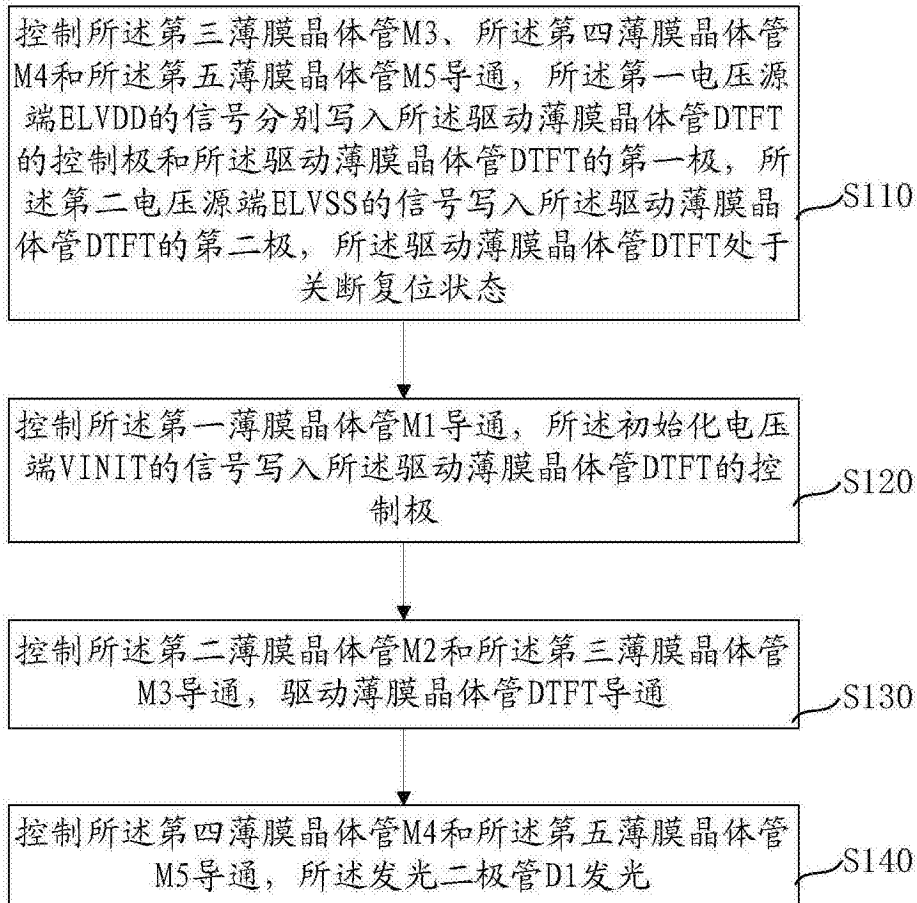 控制所述第三薄膜晶体管M3、所述第四薄膜晶体管
M4和所述第五薄膜晶体管M5导通，所述第一电压源
端ELVDD的信号分别写入所述驱动薄膜晶体管DTFT
的控制极和所述驱动薄膜晶体管DTFT的第一极，所
述第二电压源端ELVSS的信号写入所述驱动薄膜晶
体管DTFT的第二极，所述驱动薄膜晶体管DTFT处于
关断复位状态
S110
控制所述第一薄膜晶体管M1导通，所述初始化电压
端VINIT的信号写入所述驱动薄膜晶体管DTFT的控
制极
S120
控制所述第二薄膜晶体管M2和所述第三薄膜晶体管
M3导通，驱动薄膜晶体管DTFT导通
S130
控制所述第四薄膜晶体管M4和所述第五薄膜晶体管
M5导通，所述发光二极管D1发光
S140